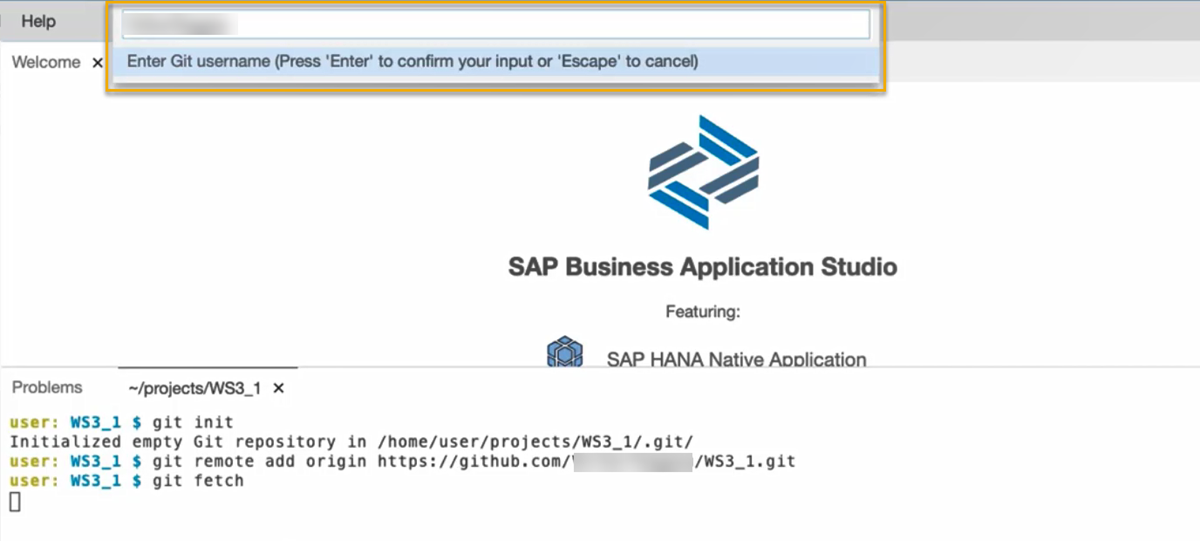 Help
Enter Git username (Press 'Enter' to confirm your input or 'Escape' to cancel)
Welcome ×
SAP Business Application Studio
Featuring:
SAP HANA Native Application
Problems ~/projects/WS3_1 ×
user: WS3_1 $ git init
Initialized empty Git repository in /home/user/projects/WS3_1/.git/
user: WS3_1 $ git remote add origin https://github.com/ /WS3_1.git
user: WS3_1 $ git fetch